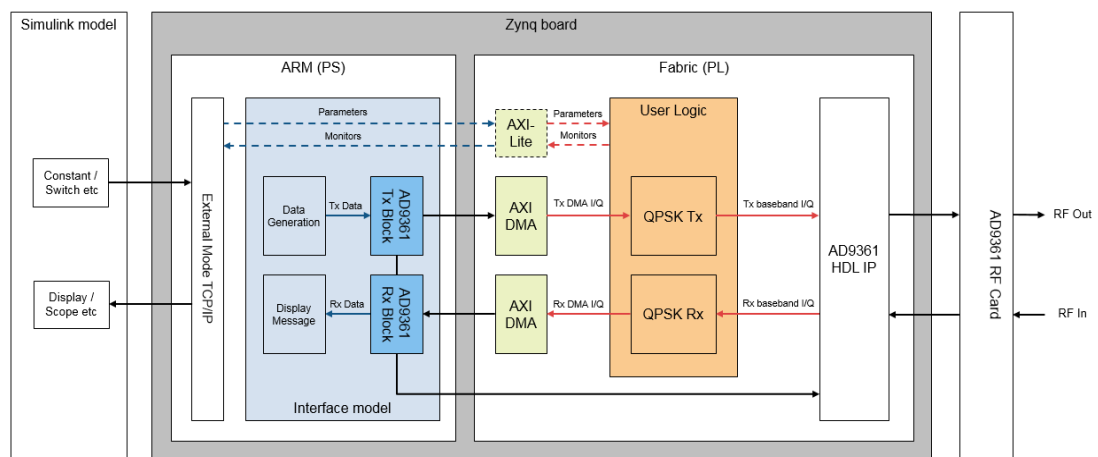 Simulink model
Zynq board
ARM (PS)
Fabric (PL)
Parameters
Monitors
AXI-
Lite
Parameters
Monitors
User Logic
Constant /
Switch etc
External Mode TCP/IP
Data
Generation
Tx Data
AD9361
Tx Block
AXI
DMA
Tx DMA I/Q
QPSK Tx
Tx baseband I/Q
AD9361
HDL IP
AD9361 RF Card
RF Out
Display /
Scope etc
Display
Message
Rx Data
AD9361
Rx Block
AXI
DMA
Rx DMA I/Q
QPSK Rx
Rx baseband I/Q
RF In
Interface model